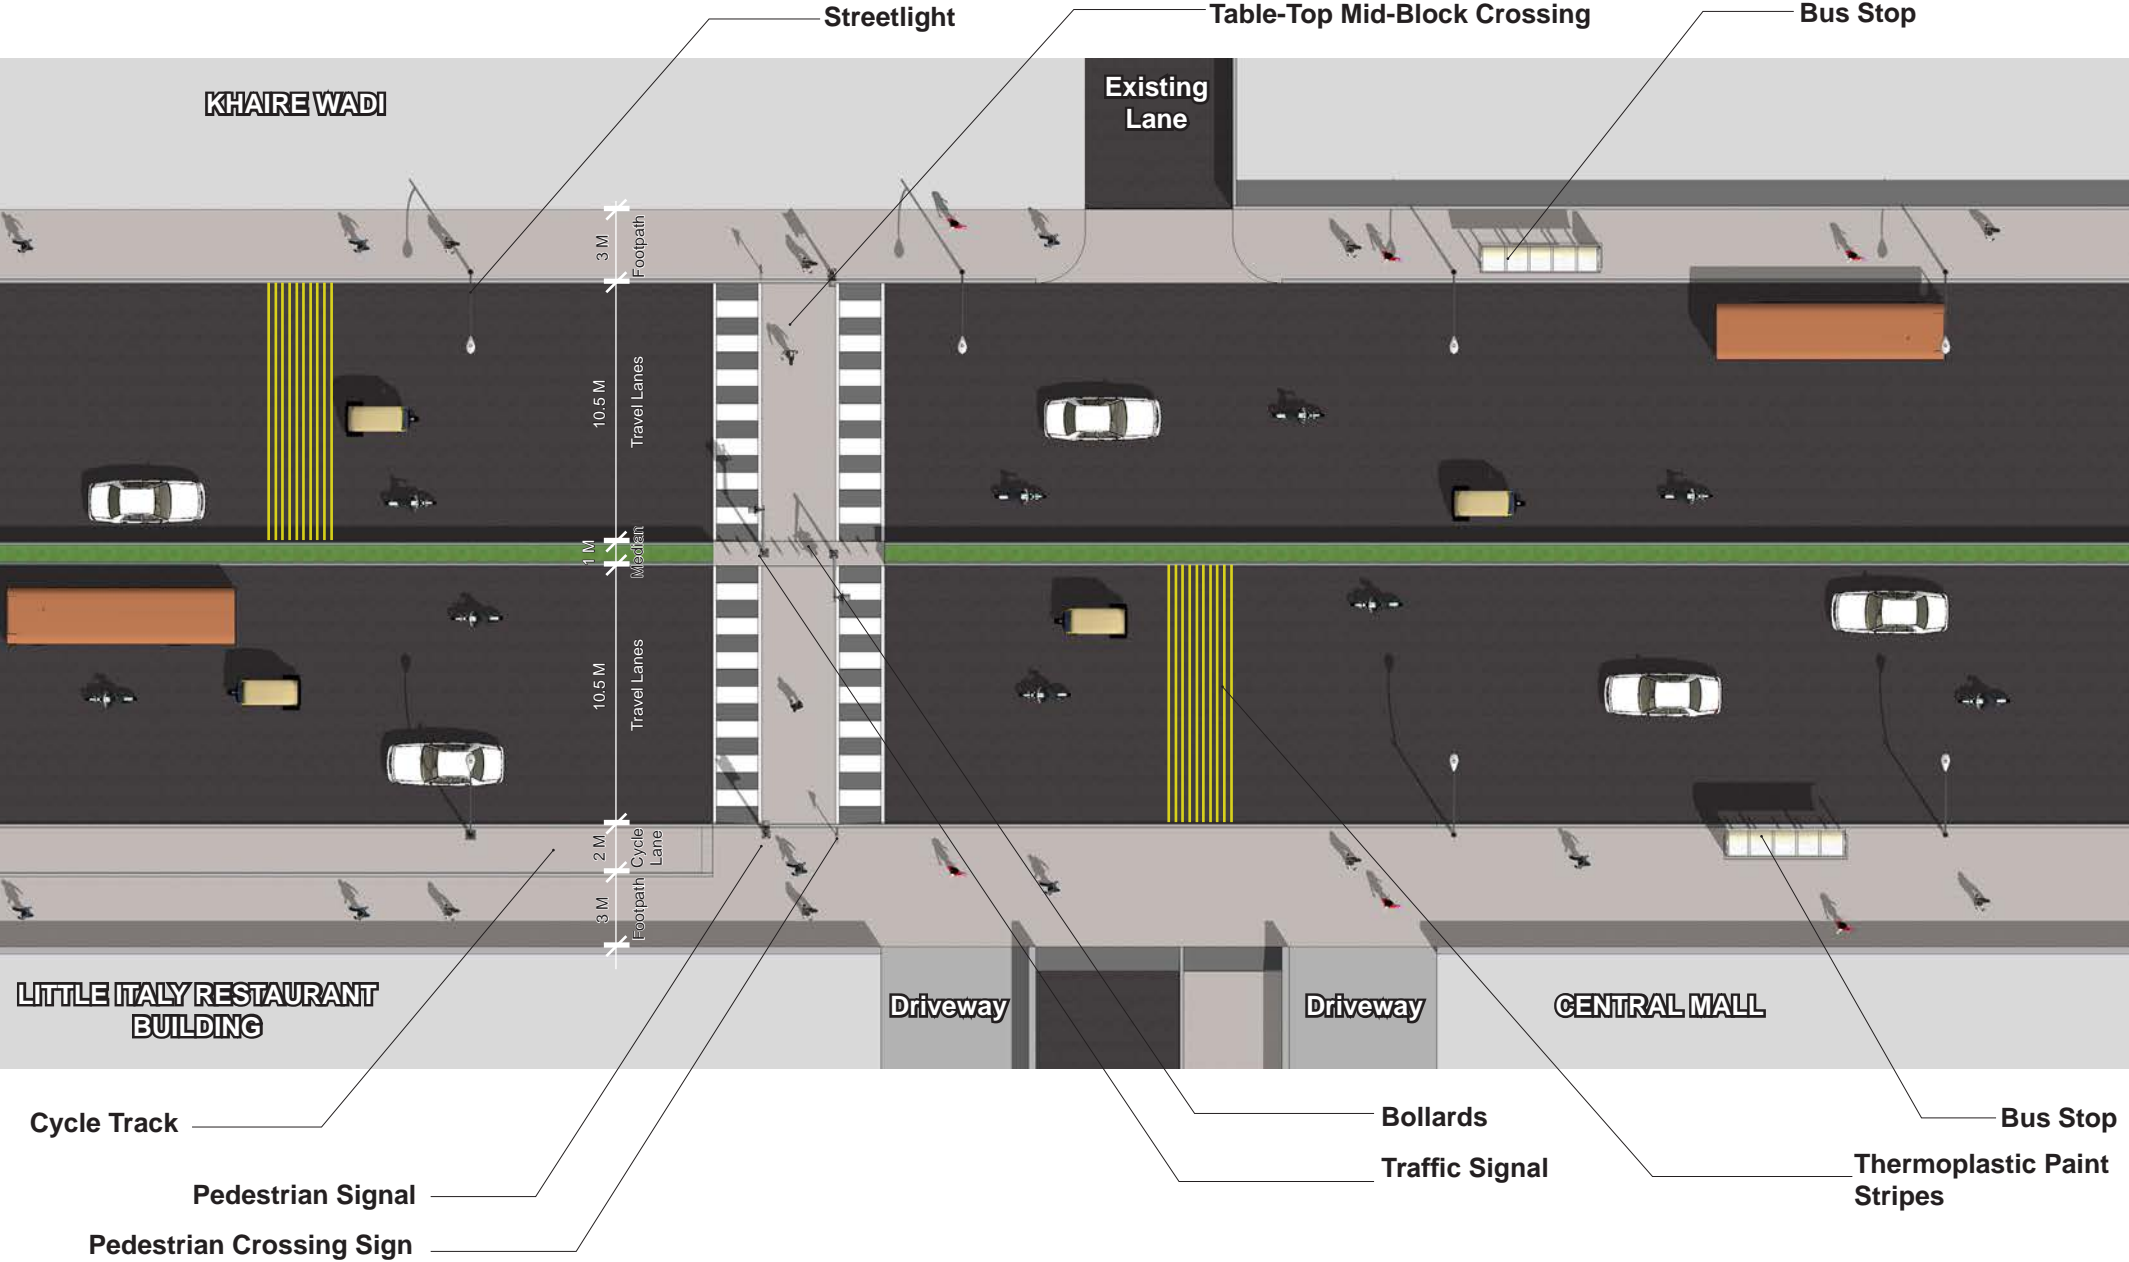 Streetlight
Table-Top Mid-Block Crossing
Bus Stop
KHAIRE WADI
Existing
Lane
3 M
Footpath
10.5 M
Travel Lanes
1 M
Median
10.5 M
Travel Lanes
2 M
Cycle
Lane
3 M
Footpath
LITTLE ITALY RESTAURANT
BUILDING
Driveway
Driveway
CENTRAL MALL
Cycle Track
Bollards
Bus Stop
Pedestrian Signal
Traffic Signal
Thermoplastic Paint
Stripes
Pedestrian Crossing Sign